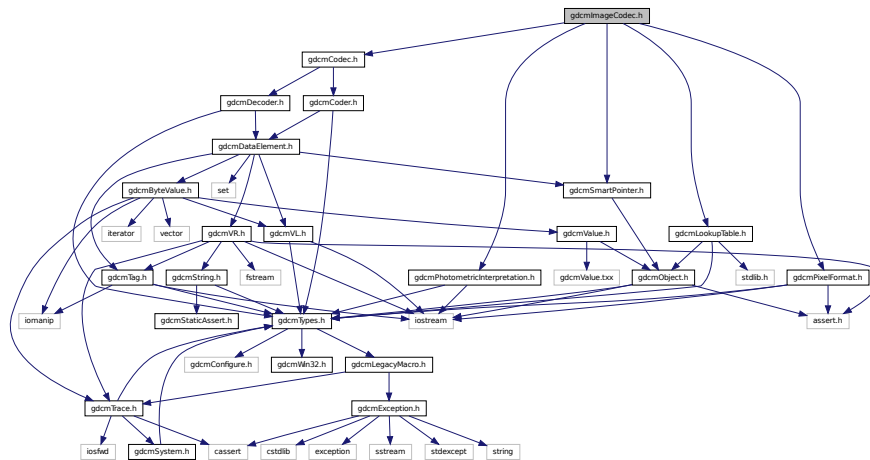 gdcmImageCodec.h
gdcmCodec.h
gdcmDecoder.h
gdcmCoder.h
gdcmDataElement.h
gdcmByteValue.h
set
gdcmSmartPointer.h
iterator
vector
gdcmVR.h
gdcmVL.h
gdcmValue.h
gdcmLookupTable.h
gdcmTag.h
gdcmString.h
fstream
gdcmPhotometricInterpretation.h
gdcmValue.txx
gdcmObject.h
stdlib.h
gdcmPixelFormat.h
iomanip
gdcmStaticAssert.h
gdcmTypes.h
iostream
assert.h
gdcmConfigure.h
gdcmWin32.h
gdcmLegacyMacro.h
gdcmTrace.h
gdcmException.h
iosfwd
gdcmSystem.h
cassert
cstdlib
exception
sstream
stdexcept
string